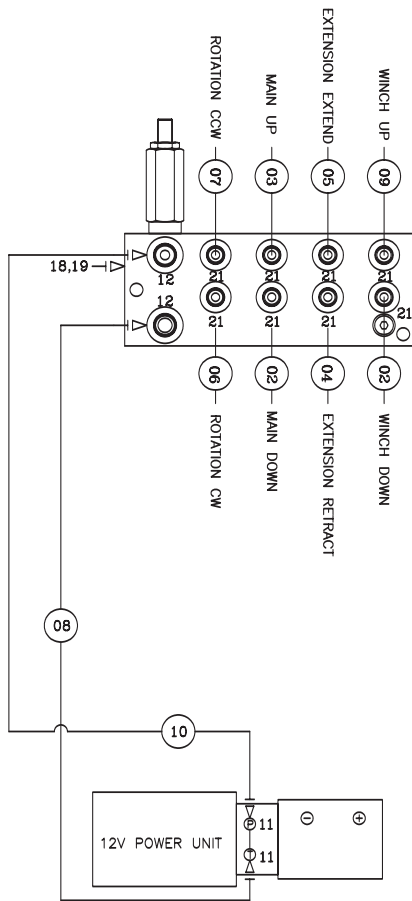 ROTATION CCW
MAIN UP
EXTENSION EXTEND
WINCH UP
07
03
05
09
18,19
12
21
21
21
12
21
21
21
21
06
02
04
02
ROTATION CW
MAIN DOWN
EXTENSION RETRACT
WINCH DOWN
08
10
12V POWER UNIT
P 11
T 11
- +